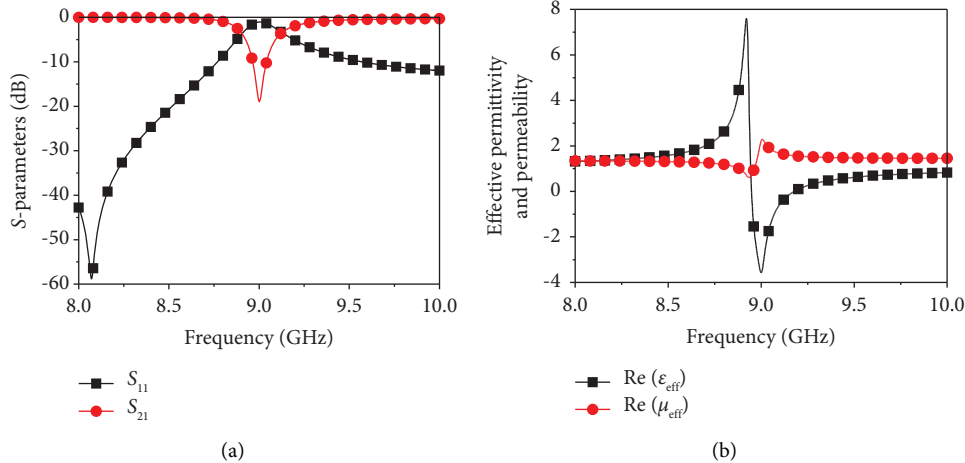 0
-10
-20
-30
-40
-50
-60
S-parameters (dB)
8.0 8.5 9.0 9.5 10.0
Frequency (GHz)
S11
S21
(a)
8
6
4
2
0
-2
-4
Effective permittivity
and permeability
8.0 8.5 9.0 9.5 10.0
Frequency (GHz)
Re (εeff)
Re (μeff)
(b)